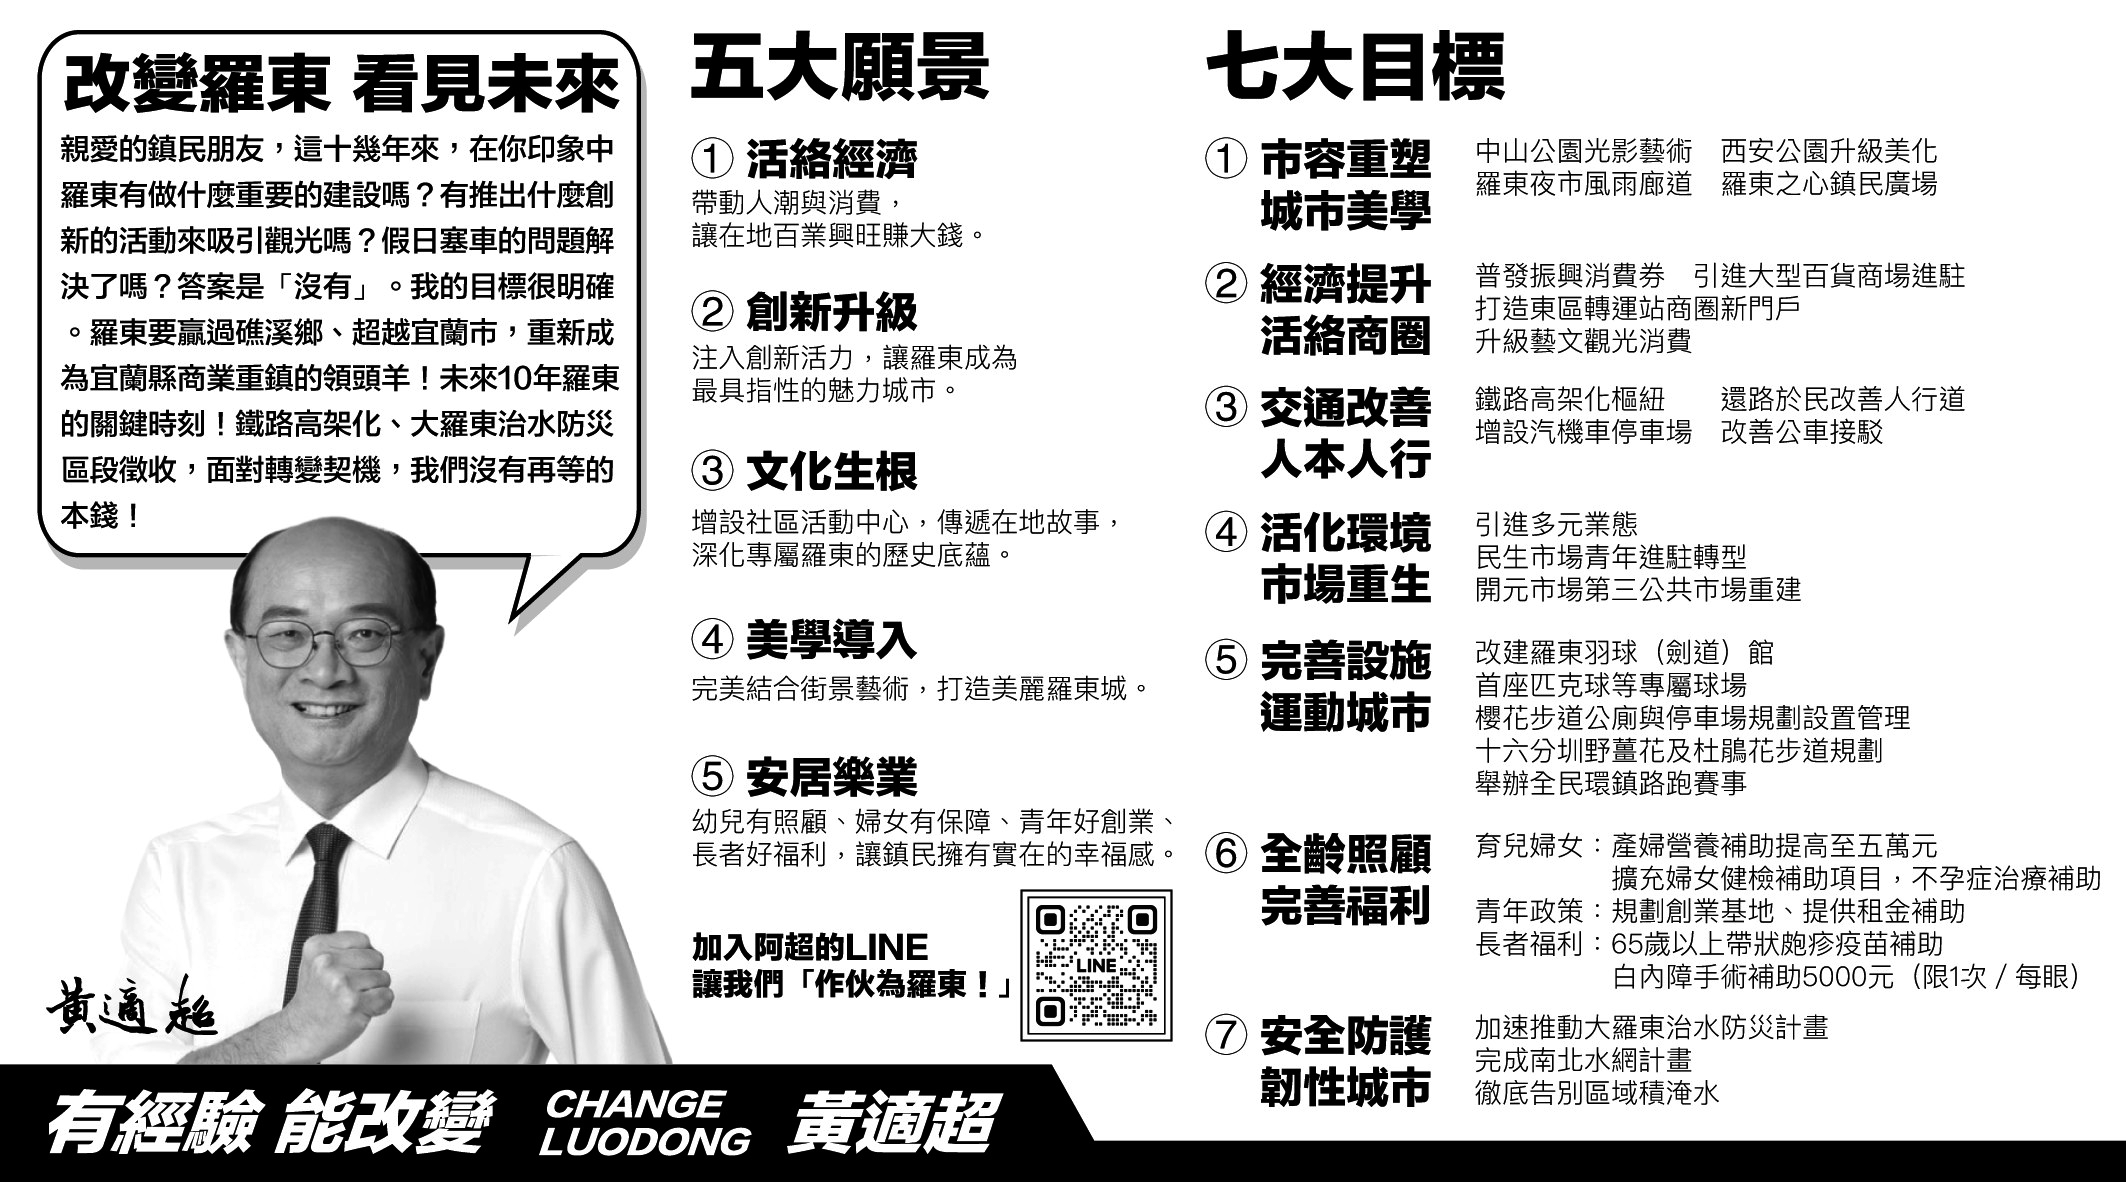 改變羅東 看見未來
親愛的鎮民朋友，這十幾年來，在你印象中
羅東有做什麼重要的建設嗎？有推出什麼創
新的活動來吸引觀光嗎？假日塞車的問題解
決了嗎？答案是「沒有」。我的目標很明確
。羅東要贏過礁溪鄉、超越宜蘭市，重新成
為宜蘭縣商業重鎮的領頭羊！未來10年羅東
的關鍵時刻！鐵路高架化、大羅東治水防災
區段徵收，面對轉變契機，我們沒有再等的
本錢！
黃適超
五大願景
① 活絡經濟
帶動人潮與消費，
讓在地百業興旺賺大錢。
② 創新升級
注入創新活力，讓羅東成為
最具指性的魅力城市。
③ 文化生根
增設社區活動中心，傳遞在地故事，
深化專屬羅東的歷史底蘊。
④ 美學導入
完美結合街景藝術，打造美麗羅東城。
⑤ 安居樂業
幼兒有照顧、婦女有保障、青年好創業、
長者好福利，讓鎮民擁有實在的幸福感。
加入阿超的LINE
讓我們「作伙為羅東！」
LINE
七大目標
① 市容重塑
城市美學
中山公園光影藝術　西安公園升級美化
羅東夜市風雨廊道　羅東之心鎮民廣場
② 經濟提升
活絡商圈
普發振興消費券　引進大型百貨商場進駐
打造東區轉運站商圈新門戶
升級藝文觀光消費
③ 交通改善
人本人行
鐵路高架化樞紐　還路於民改善人行道
增設汽機車停車場　改善公車接駁
④ 活化環境
市場重生
引進多元業態
民生市場青年進駐轉型
開元市場第三公共市場重建
⑤ 完善設施
運動城市
改建羅東羽球（劍道）館
首座匹克球等專屬球場
櫻花步道公廁與停車場規劃設置管理
十六分圳野薑花及杜鵑花步道規劃
舉辦全民環鎮路跑賽事
⑥ 全齡照顧
完善福利
育兒婦女：產婦營養補助提高至五萬元
擴充婦女健檢補助項目，不孕症治療補助
青年政策：規劃創業基地、提供租金補助
長者福利：65歲以上帶狀皰疹疫苗補助
白內障手術補助5000元（限1次／每眼）
⑦ 安全防護
韌性城市
加速推動大羅東治水防災計畫
完成南北水網計畫
徹底告別區域積淹水
有經驗 能改變
CHANGE
LUODONG
黃適超